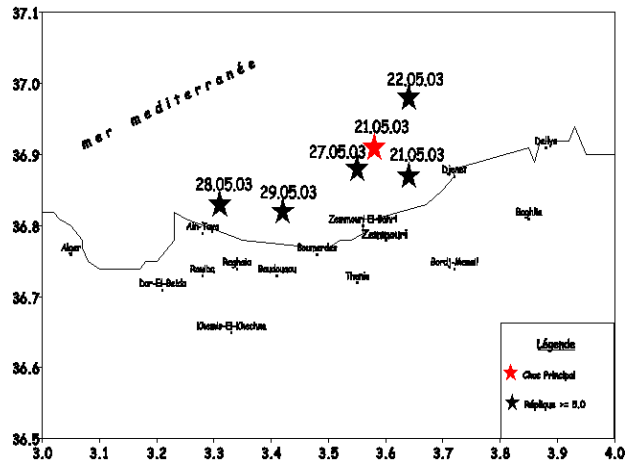 37.1
37.0
36.9
36.8
36.7
36.6
36.5
mer mediterranée
22.05.03
21.05.03
27.05.03
21.05.03
28.05.03
29.05.03
Dellys
Djenet
Zemmouri El-Bahri
Zemmouri
Baghlia
Ain-Taya
Alger
Boumerdes
Rouiba
Reghaia
Boudouaou
Thenia
Bordj-Menaiel
Dar-El-Beida
Khemis-El-Khechna
Légende
Choc Principal
Réplique >= 5.0
3.0 3.1 3.2 3.3 3.4 3.5 3.6 3.7 3.8 3.9 4.0